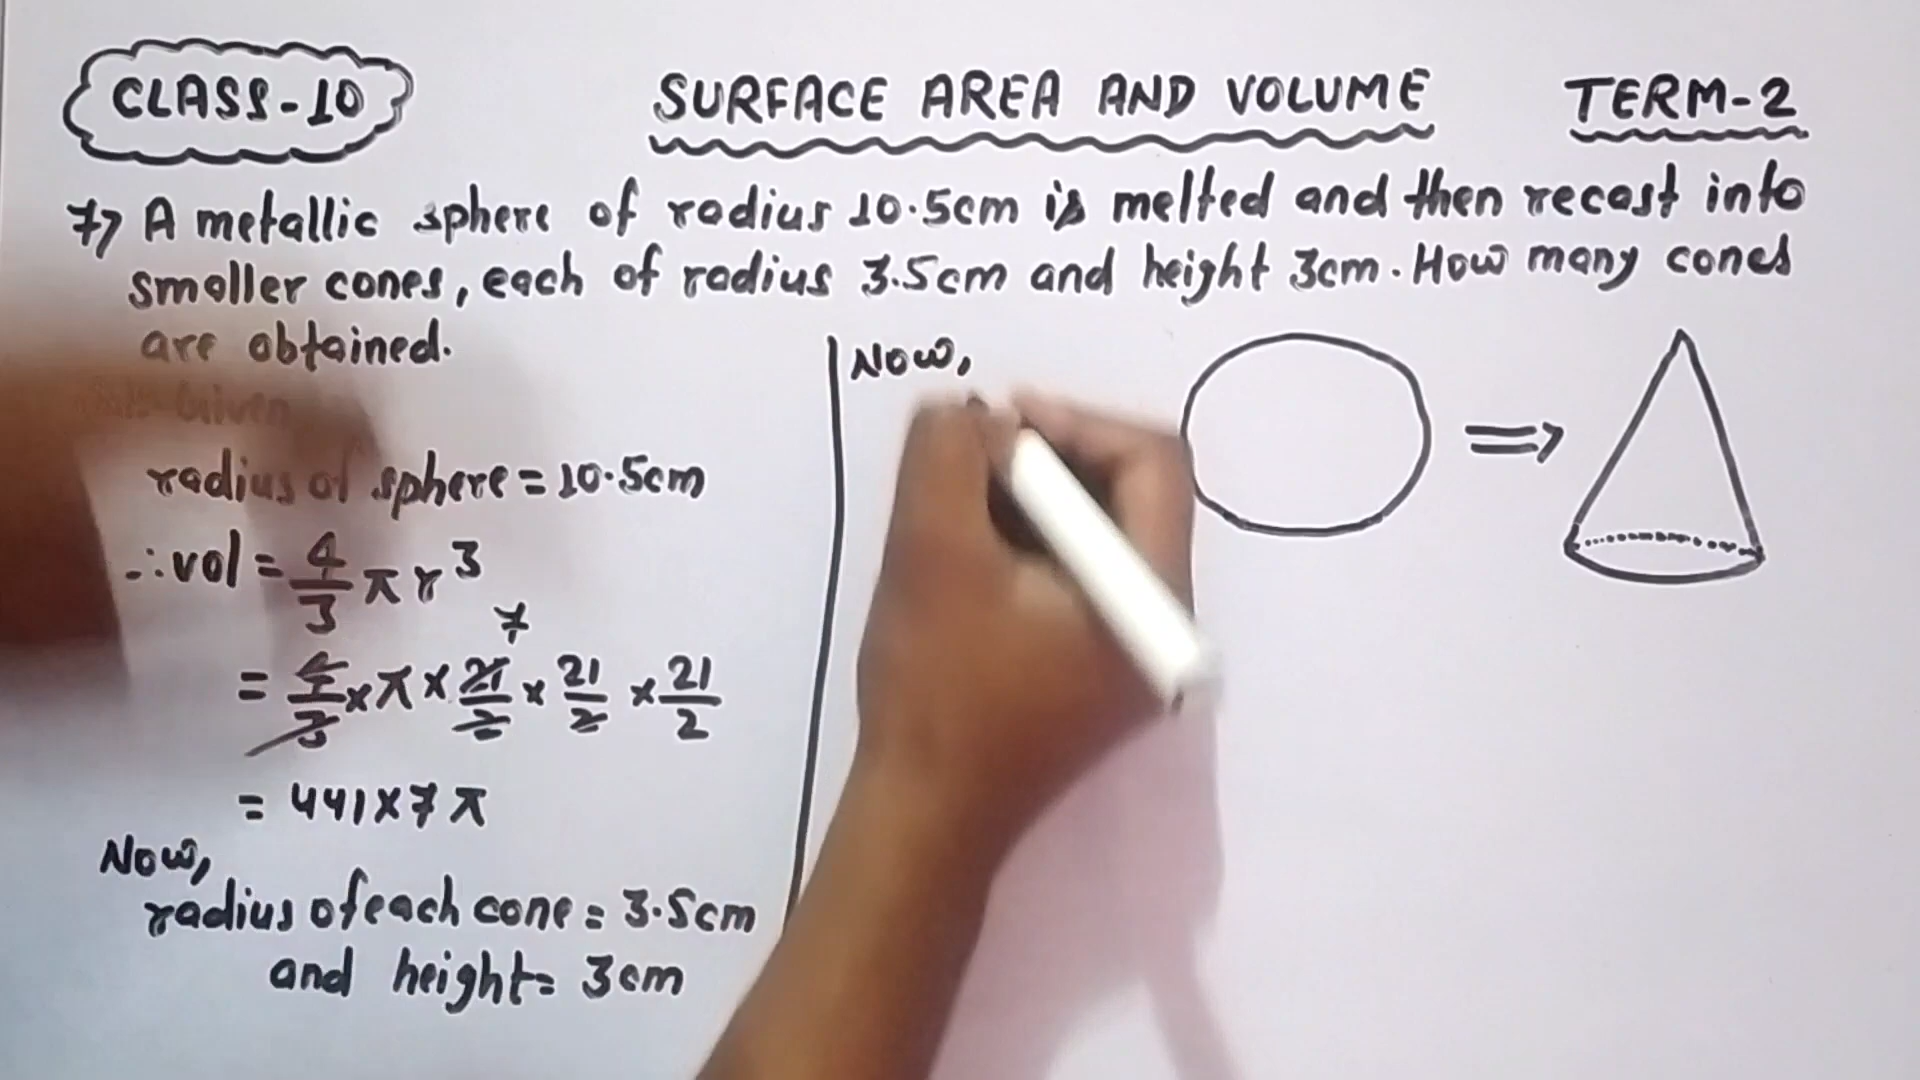 CLASS-10
SURFACE AREA AND VOLUME
TERM-2
7) A metallic sphere of radius 10.5cm is melted and then recast into
smaller cones, each of radius 3.5cm and height 3cm. How many cones
are obtained.
Given
radius of sphere = 10.5cm
∴ vol = 4/3 π r³
7
= 4/3 × π × 21/2 × 21/2 × 21/2
= 441×7 π
Now,
radius of each cone = 3.5cm
and height = 3cm
Now,
⇒